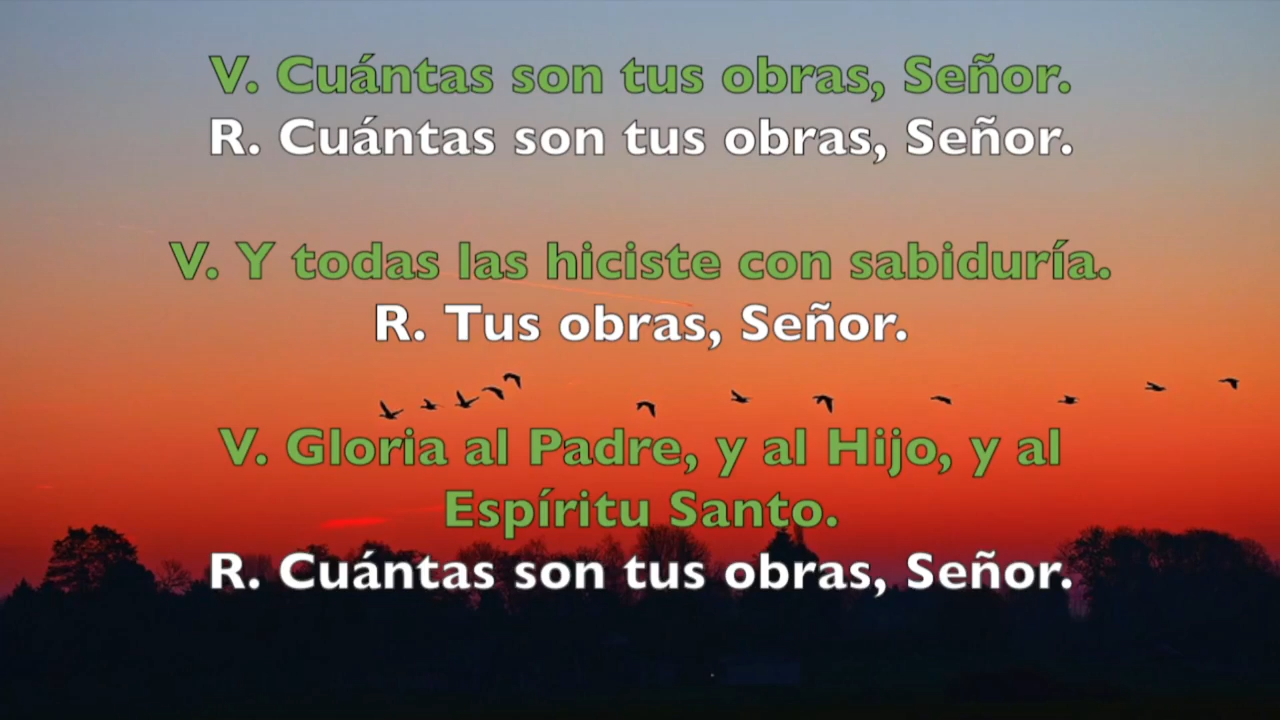 V. Cuántas son tus obras, Señor.
R. Cuántas son tus obras, Señor.
V. Y todas las hiciste con sabiduría.
R. Tus obras, Señor.
V. Gloria al Padre, y al Hijo, y al
Espíritu Santo.
R. Cuántas son tus obras, Señor.